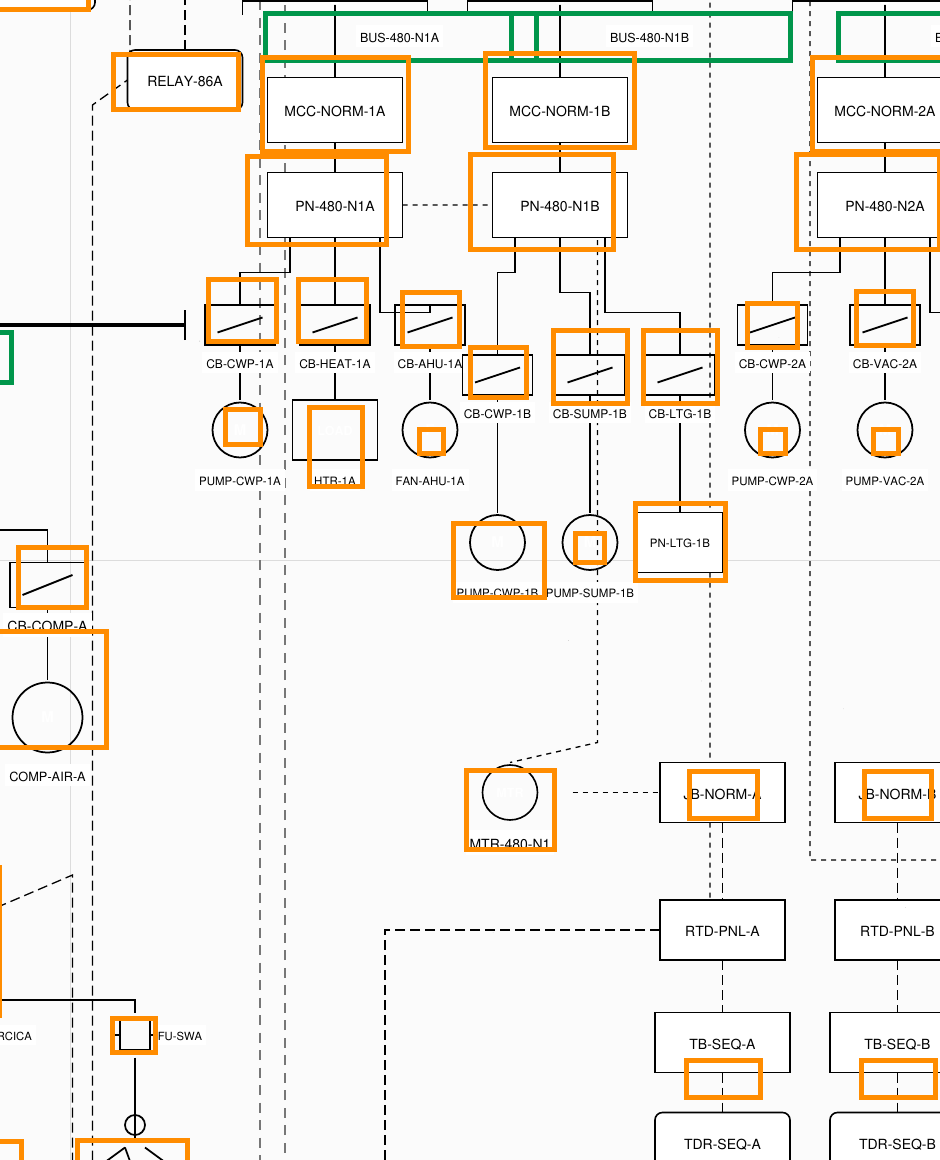 BUS-480-N1A
BUS-480-N1B
RELAY-86A
MCC-NORM-1A
MCC-NORM-1B
MCC-NORM-2A
PN-480-N1A
PN-480-N1B
PN-480-N2A
CB-CWP-1A
CB-HEAT-1A
CB-AHU-1A
CB-CWP-2A
CB-VAC-2A
CB-CWP-1B
CB-SUMP-1B
CB-LTG-1B
PUMP-CWP-1A
HTR-1A
FAN-AHU-1A
PUMP-CWP-2A
PUMP-VAC-2A
PN-LTG-1B
PUMP-CWP-1B
PUMP-SUMP-1B
CB-COMP-A
COMP-AIR-A
JB-NORM-A
JB-NORM-B
MTR-480-N1
RTD-PNL-A
RTD-PNL-B
RCICA
FU-SWA
TB-SEQ-A
TB-SEQ-B
TDR-SEQ-A
TDR-SEQ-B